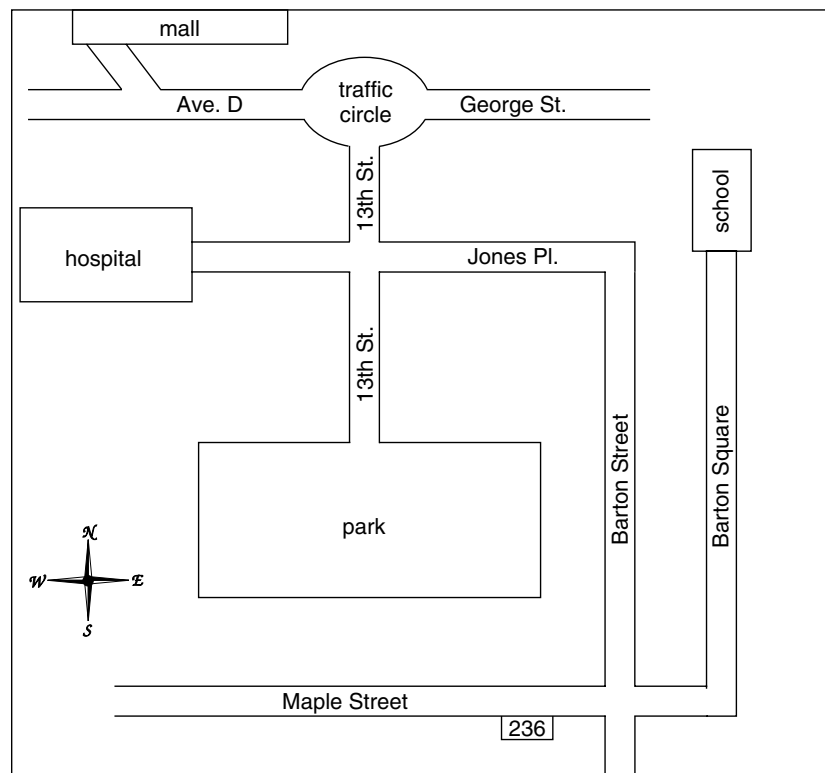 mall
Ave. D
traffic
circle
George St.
13th St.
school
hospital
Jones Pl.
13th St.
Barton Street
Barton Square
park
N
W
E
S
Maple Street
236